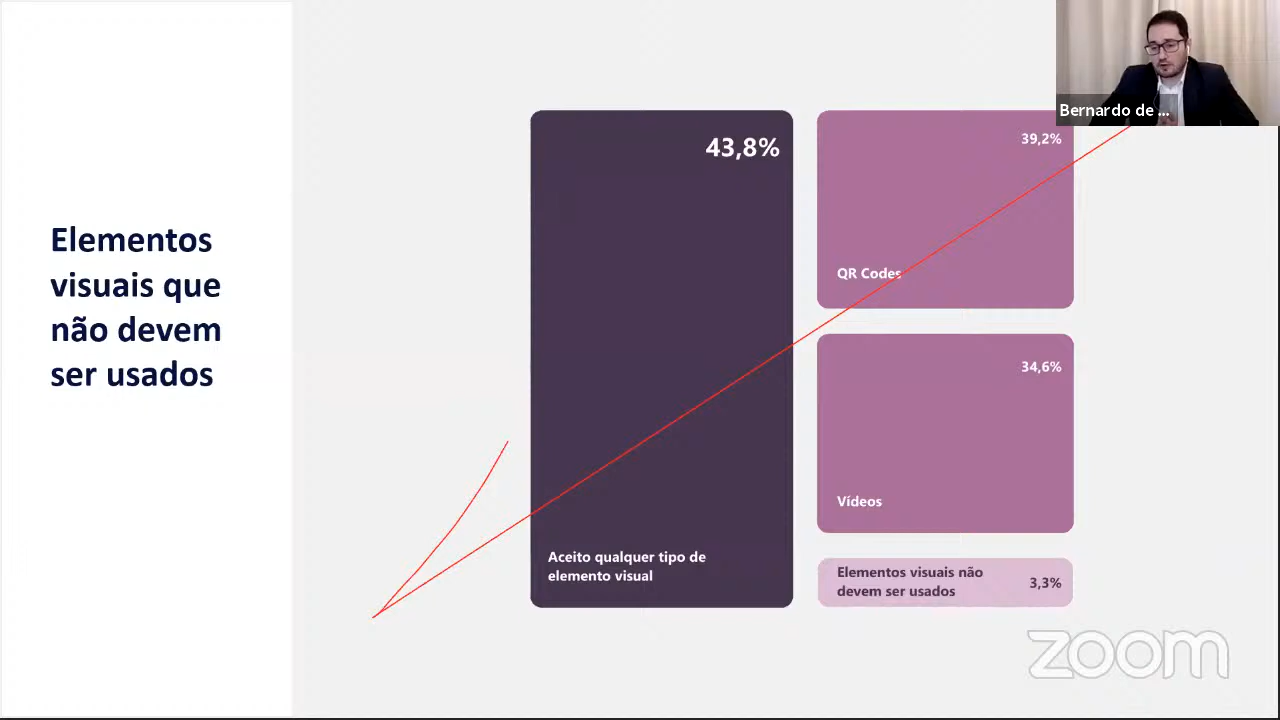 Elementos
visuais que
não devem
ser usados
43,8%
Aceito qualquer tipo de
elemento visual
39,2%
QR Codes
34,6%
Vídeos
Elementos visuais não
devem ser usados
3,3%
Bernardo de ...
zoom